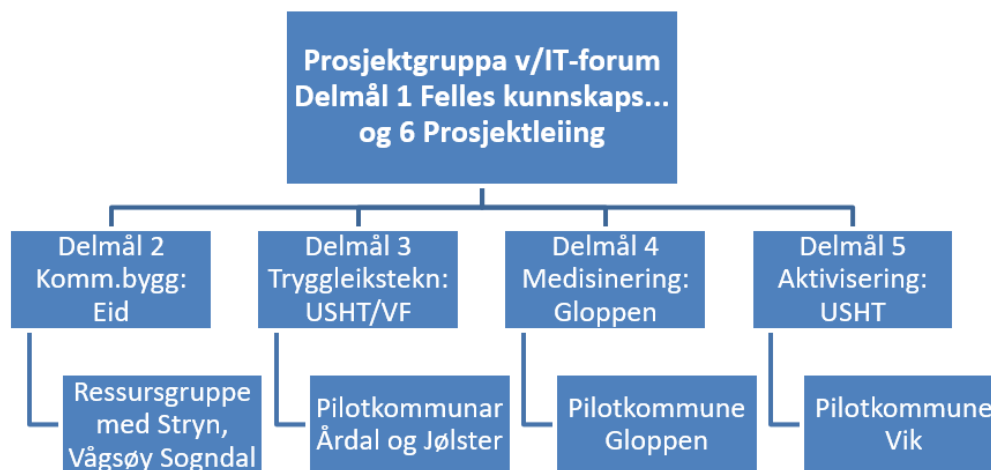 Prosjektgruppa v/IT-forum
Delmål 1 Felles kunnskaps...
og 6 Prosjektleiing
Delmål 2
Komm.bygg:
Eid
Delmål 3
Tryggleikstekn:
USHT/VF
Delmål 4
Medisinering:
Gloppen
Delmål 5
Aktivisering:
USHT
Ressursgruppe
med Stryn,
Vågsøy Sogndal
Pilotkommunar
Årdal og Jølster
Pilotkommune
Gloppen
Pilotkommune
Vik